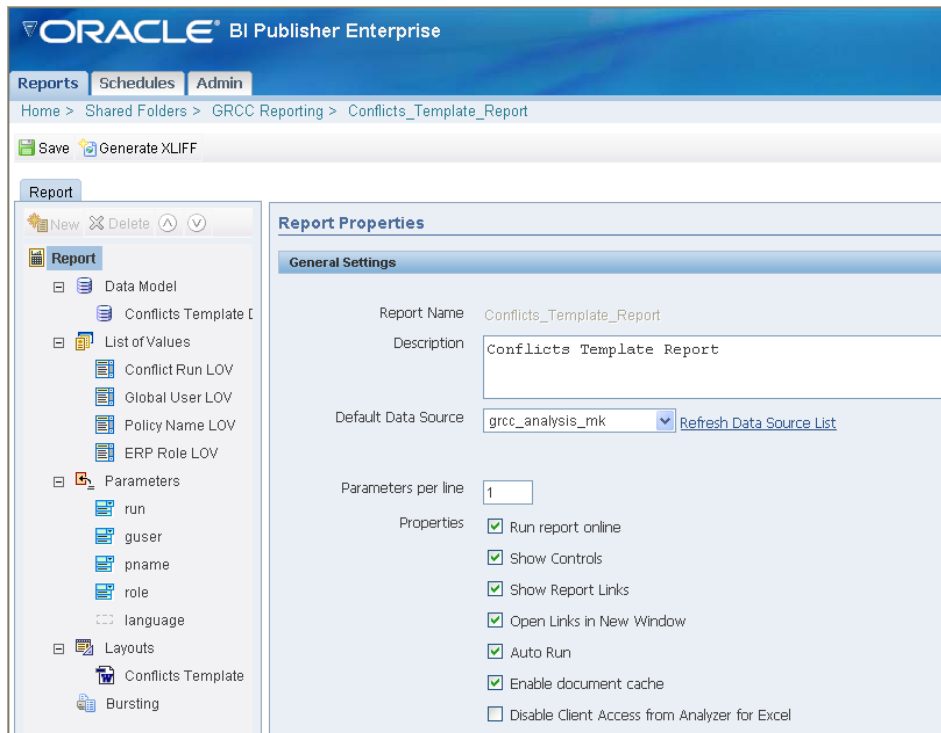 ORACLE® BI Publisher Enterprise
Reports Schedules Admin
Home > Shared Folders > GRCC Reporting > Conflicts_Template_Report
Save Generate XLIFF
Report
New Delete
Report
Data Model
Conflicts Template D
List of Values
Conflict Run LOV
Global User LOV
Policy Name LOV
ERP Role LOV
Parameters
run
guser
pname
role
language
Layouts
Conflicts Template
Bursting
Report Properties
General Settings
Report Name Conflicts_Template_Report
Description Conflicts Template Report
Default Data Source grcc_analysis_mk Refresh Data Source List
Parameters per line 1
Properties Run report online
Show Controls
Show Report Links
Open Links in New Window
Auto Run
Enable document cache
Disable Client Access from Analyzer for Excel